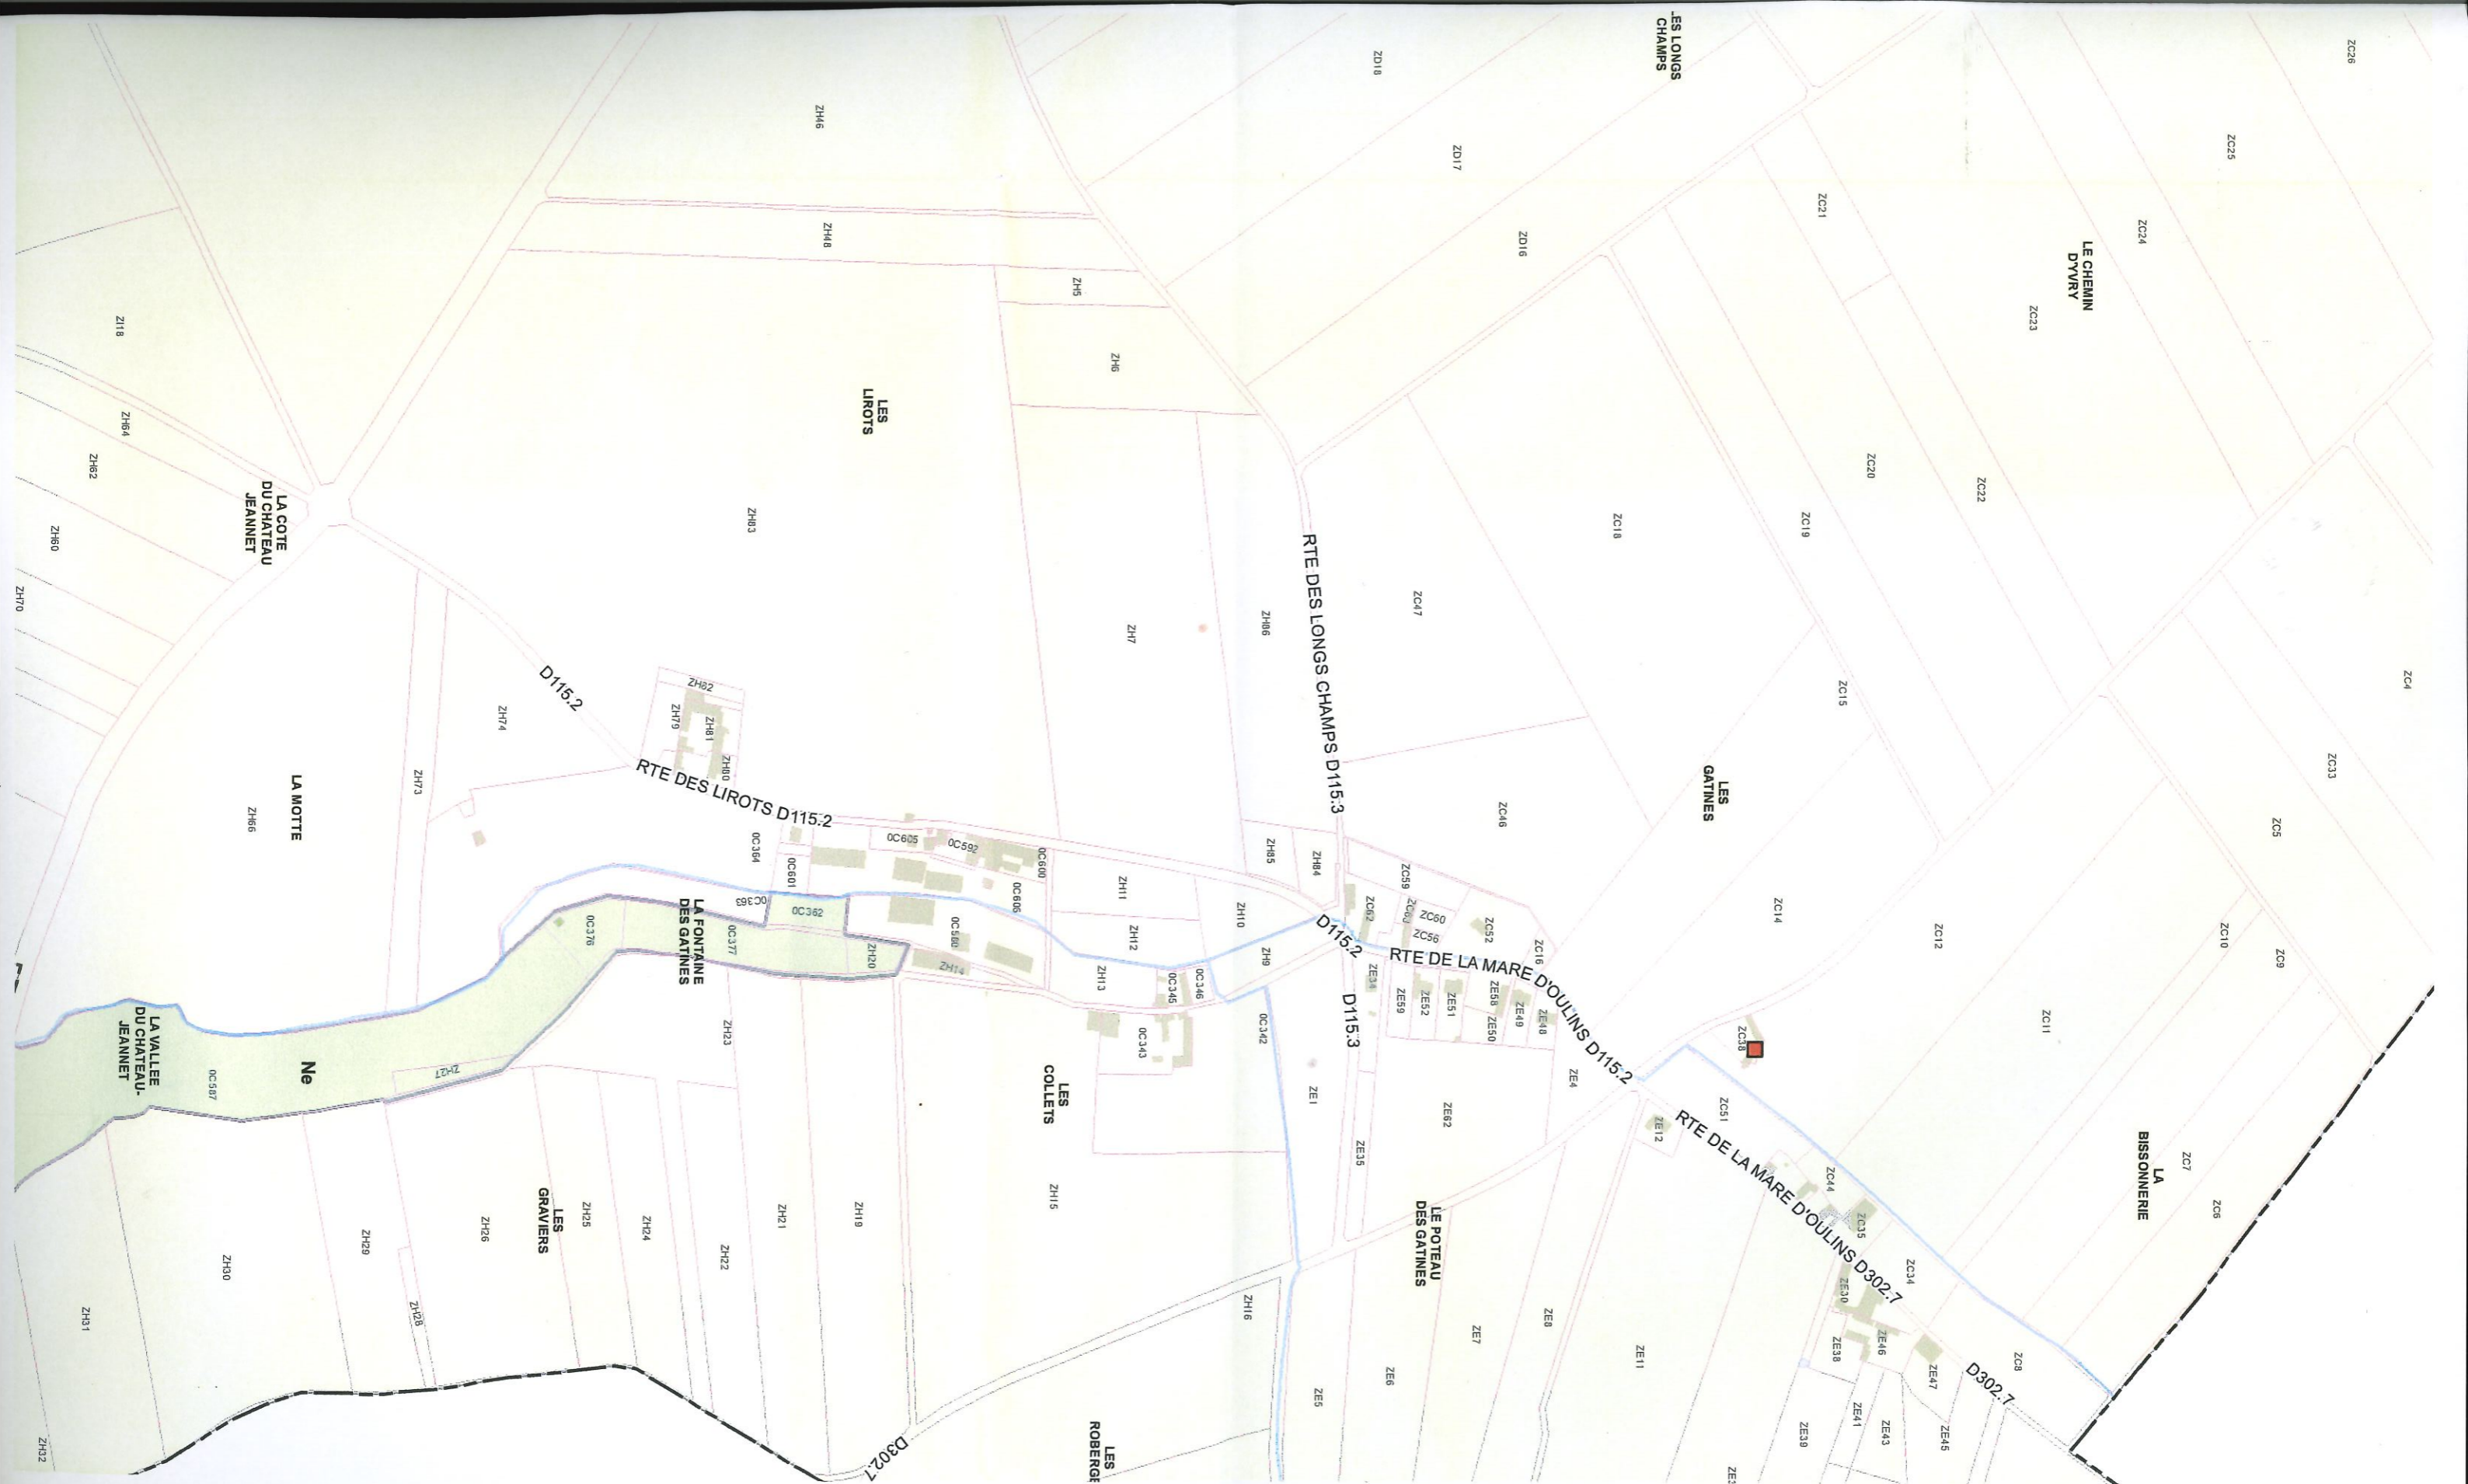 LES LONGS
CHAMPS
ZD18
ZC26
ZC25
ZH46
ZD17
ZC21
ZC24
ZH48
ZD16
LE CHEMIN
D'YVRY
ZH5
ZC23
ZI18
ZH6
LES
LIROTS
ZH64
ZH62
ZC20
ZC22
LA COTE
DU CHATEAU
JEANNET
ZH83
ZC18
ZC19
ZH60
ZH70
ZH7
ZH86
RTE DES LONGS CHAMPS D115.3
ZC47
ZC15
ZC4
D115.2
ZH82
ZH79
ZH81
ZH80
ZH74
ZH73
RTE DES LIROTS D115.2
LES
GATINES
ZC33
ZC46
ZC5
LA MOTTE
ZH66
0C364
0C601
0C605
0C592
0C600
0C605
ZH11
ZH85
ZH84
ZC59
ZC62
ZC60
ZC56
ZC52
ZC16
ZC14
ZC12
ZC10
ZC9
0C363
0C362
0C376
LA FONTAINE
DES GATINES
0C377
ZH20
ZH14
ZH12
ZH10
ZH9
ZH13
0C345
0C346
D115.2
RTE DE LA MARE D'OULINS D115.2
ZE34
ZE59
ZE52
ZE51
ZE58
ZE50
ZE49
ZE48
D115.3
0C343
0C342
ZC38
ZC11
LA VALLEE
DU CHATEAU-
JEANNET
0C587
Ne
ZH27
ZH23
LES
COLLETS
ZE1
ZE4
ZE62
ZE12
ZC51
RTE DE LA MARE D'OULINS D302.7
ZE35
ZC44
ZC35
ZC34
LA
BISSONNERIE
ZC7
ZC6
ZH15
LE POTEAU
DES GATINES
LES
GRAVIERS
ZH25
ZH24
ZH26
ZH29
ZH30
ZH22
ZH21
ZH19
ZH28
ZH31
ZH16
ZE8
ZE7
ZE6
ZE5
ZE11
ZE30
ZE38
ZE46
ZE47
ZC8
D302.7
ZE39
ZE41
ZE43
ZE45
ZH32
D302.7
LES
ROBERGE